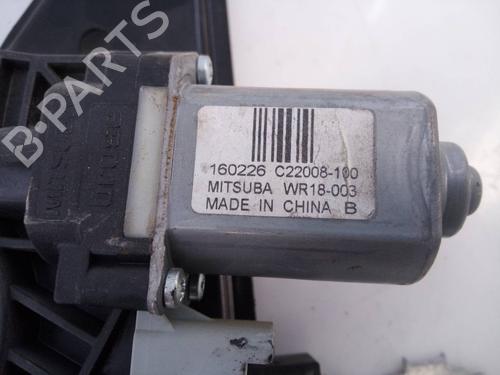 B-PARTS
160226 C22008-100
MITSUBA WR18-003
MADE IN CHINA B